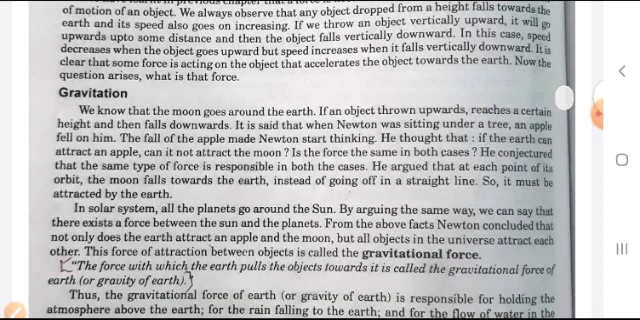 of motion of an object. We always observe that any object dropped from a height falls towards the
earth and its speed also goes on increasing. If we throw an object vertically upward, it will go
upwards upto some distance and then the object falls vertically downward. In this case, speed
decreases when the object goes upward but speed increases when it falls vertically downward. It is
clear that some force is acting on the object that accelerates the object towards the earth. Now the
question arises, what is that force.
Gravitation
We know that the moon goes around the earth. If an object thrown upwards, reaches a certain
height and then falls downwards. It is said that when Newton was sitting under a tree, an apple
fell on him. The fall of the apple made Newton start thinking. He thought that : if the earth can
attract an apple, can it not attract the moon ? Is the force the same in both cases ? He conjectured
that the same type of force is responsible in both the cases. He argued that at each point of its
orbit, the moon falls towards the earth, instead of going off in a straight line. So, it must be
attracted by the earth.
In solar system, all the planets go around the Sun. By arguing the same way, we can say that
there exists a force between the sun and the planets. From the above facts Newton concluded that
not only does the earth attract an apple and the moon, but all objects in the universe attract each
other. This force of attraction between objects is called the gravitational force.
"The force with which the earth pulls the objects towards it is called the gravitational force of
earth (or gravity of earth).
Thus, the gravitational force of earth (or gravity of earth) is responsible for holding the
atmosphere above the earth; for the rain falling to the earth; and for the flow of water in the